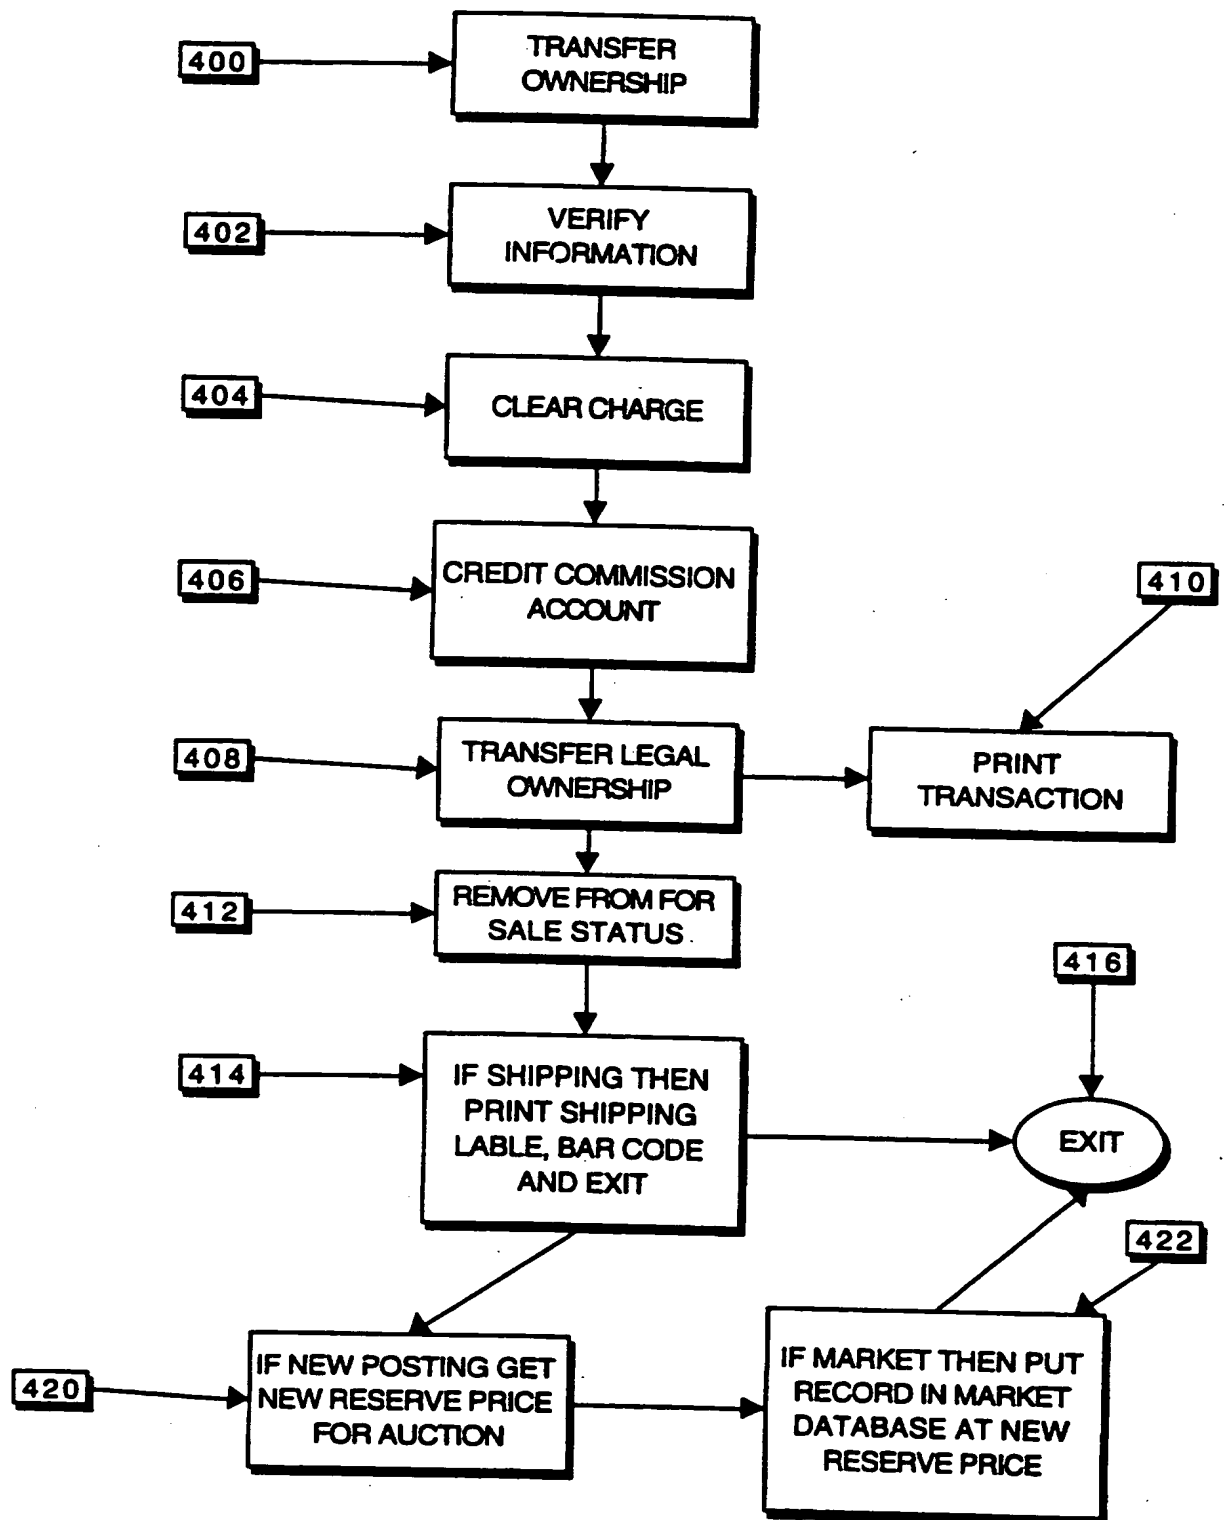 400
TRANSFER
OWNERSHIP
402
VERIFY
INFORMATION
404
CLEAR CHARGE
406
CREDIT COMMISSION
ACCOUNT
410
408
TRANSFER LEGAL
OWNERSHIP
PRINT
TRANSACTION
412
REMOVE FROM FOR
SALE STATUS
416
414
IF SHIPPING THEN
PRINT SHIPPING
LABLE, BAR CODE
AND EXIT
EXIT
422
420
IF NEW POSTING GET
NEW RESERVE PRICE
FOR AUCTION
IF MARKET THEN PUT
RECORD IN MARKET
DATABASE AT NEW
RESERVE PRICE